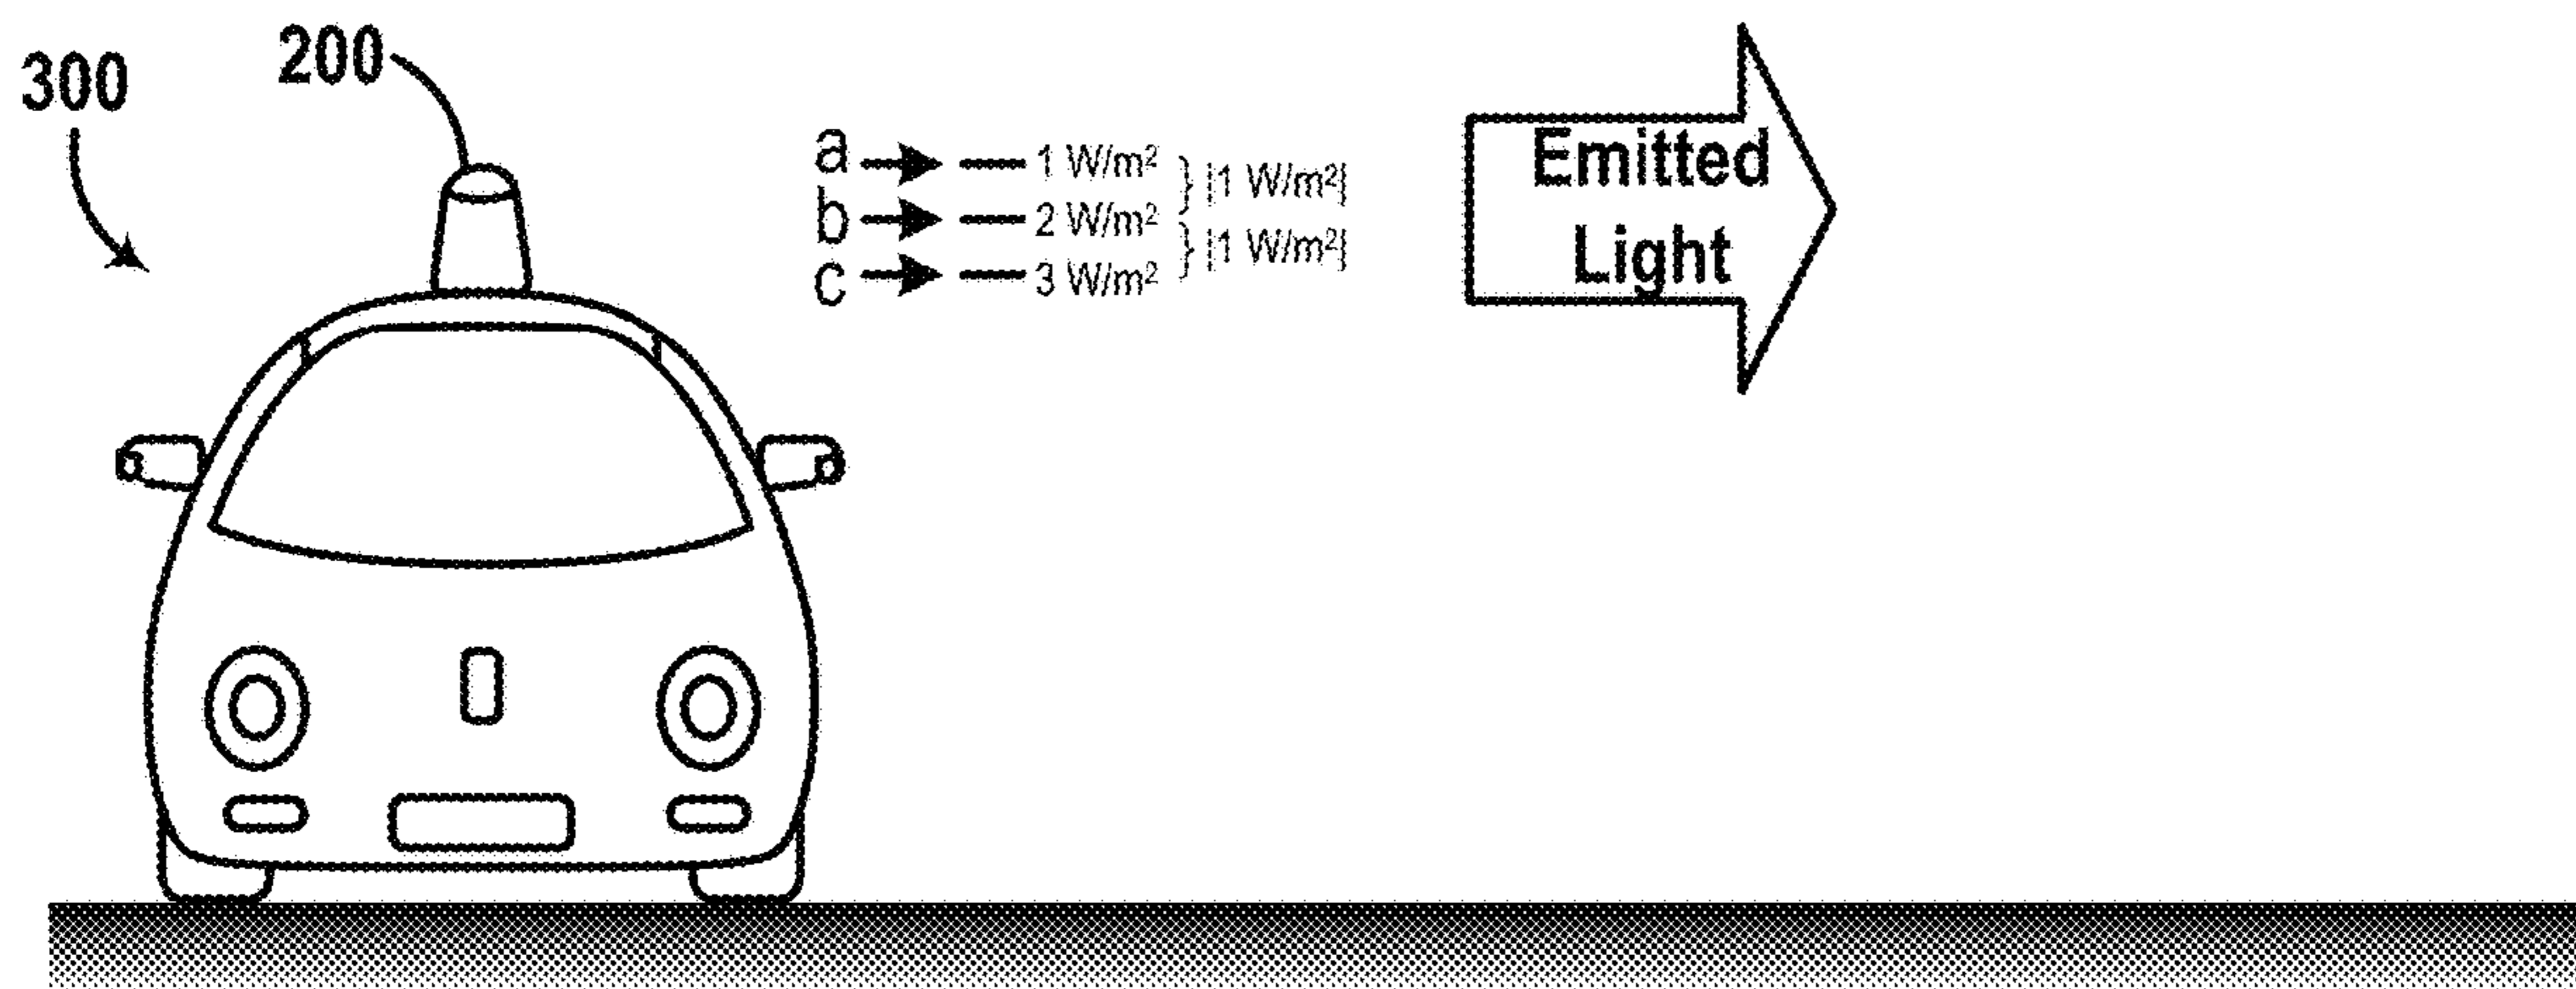 300
200
a 1 W/m²
b 2 W/m²
c 3 W/m²
} |1 W/m²|
} |1 W/m²|
Emitted
Light